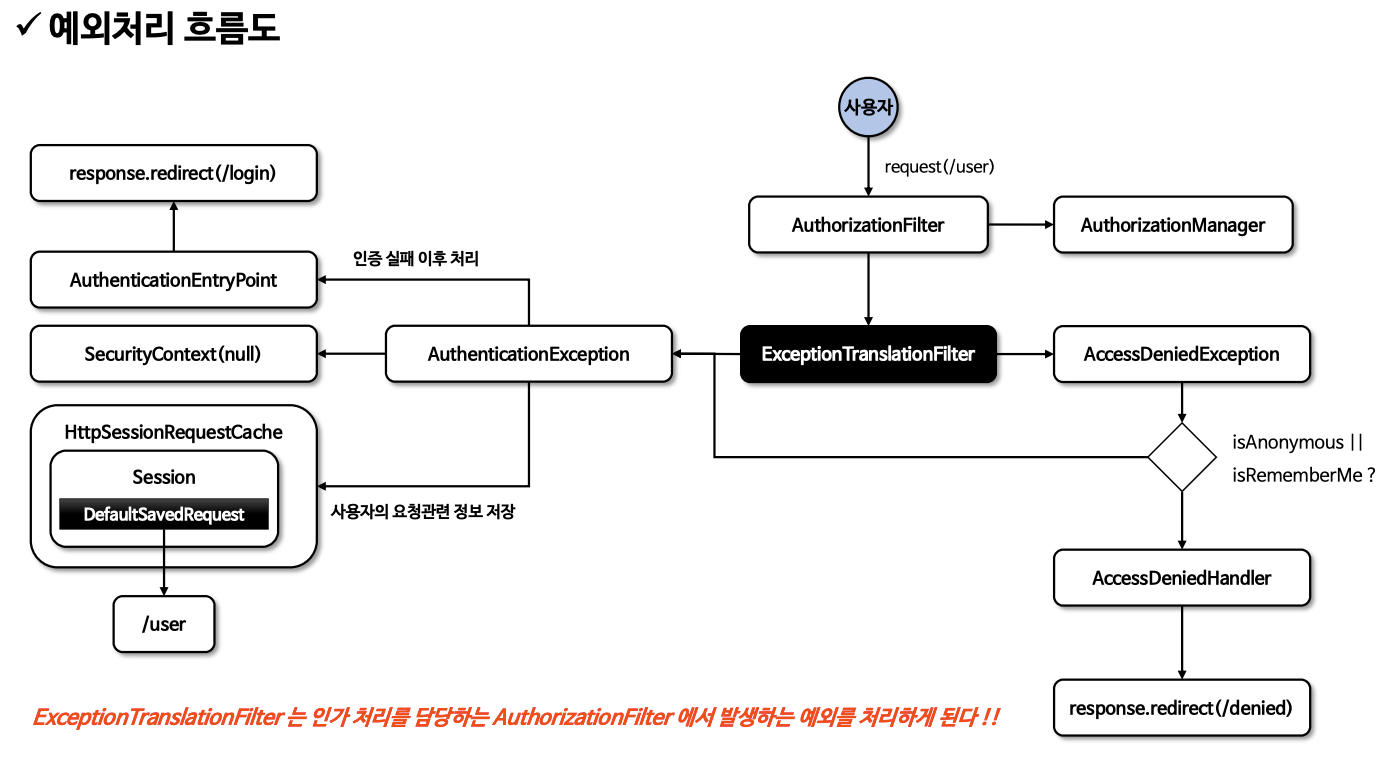 ✓ 예외처리 흐름도
사용자
request(/user)
response.redirect(/login)
AuthorizationFilter
AuthorizationManager
인증 실패 이후 처리
AuthenticationEntryPoint
SecurityContext(null)
AuthenticationException
ExceptionTranslationFilter
AccessDeniedException
HttpSessionRequestCache
Session
DefaultSavedRequest
사용자의 요청관련 정보 저장
isAnonymous ||
isRememberMe ?
AccessDeniedHandler
/user
response.redirect(/denied)
ExceptionTranslationFilter 는 인가 처리를 담당하는 AuthorizationFilter 에서 발생하는 예외를 처리하게 된다 !!